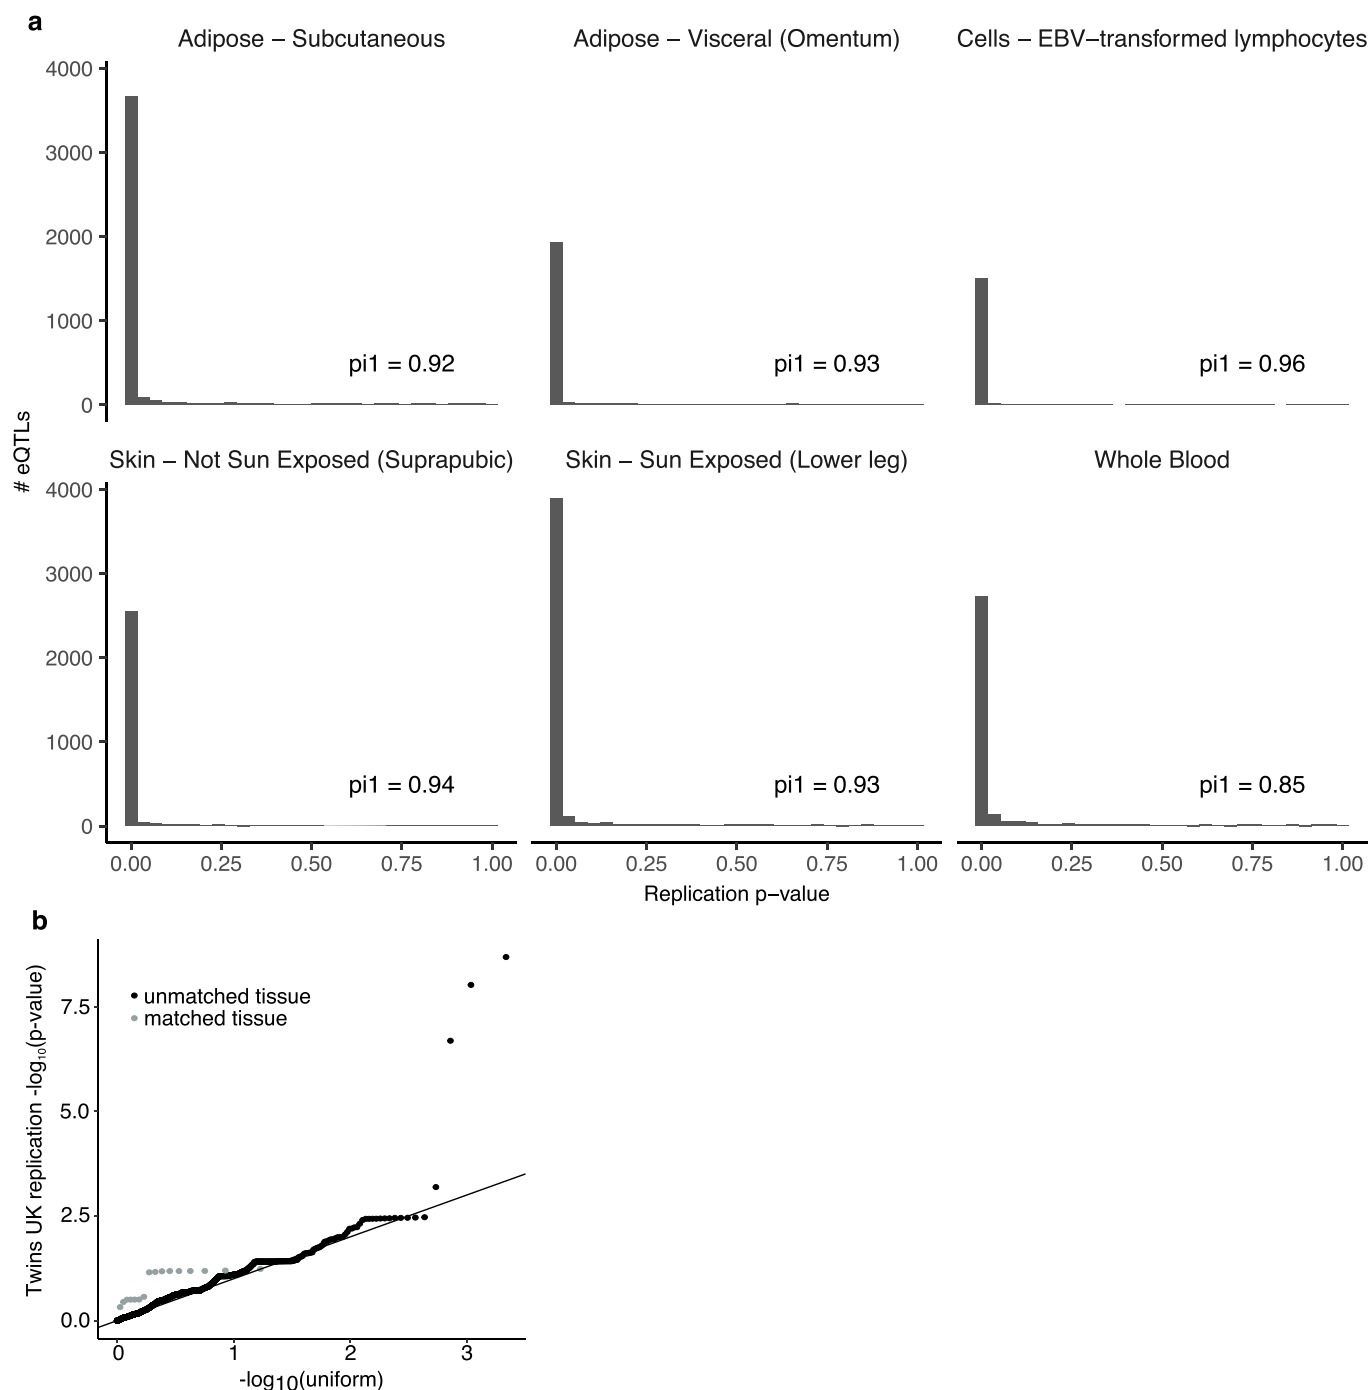 a
Adipose – Subcutaneous
Adipose – Visceral (Omentum)
Cells – EBV–transformed lymphocytes
4000
3000
2000
1000
0
pi1 = 0.92
pi1 = 0.93
pi1 = 0.96
# eQTLs
Skin – Not Sun Exposed (Suprapubic)
Skin – Sun Exposed (Lower leg)
Whole Blood
4000
3000
2000
1000
0
pi1 = 0.94
pi1 = 0.93
pi1 = 0.85
0.00 0.25 0.50 0.75 1.00
0.00 0.25 0.50 0.75 1.00
0.00 0.25 0.50 0.75 1.00
Replication p–value
b
Twins UK replication -log10(p-value)
unmatched tissue
matched tissue
7.5
5.0
2.5
0.0
0 1 2 3
-log10(uniform)